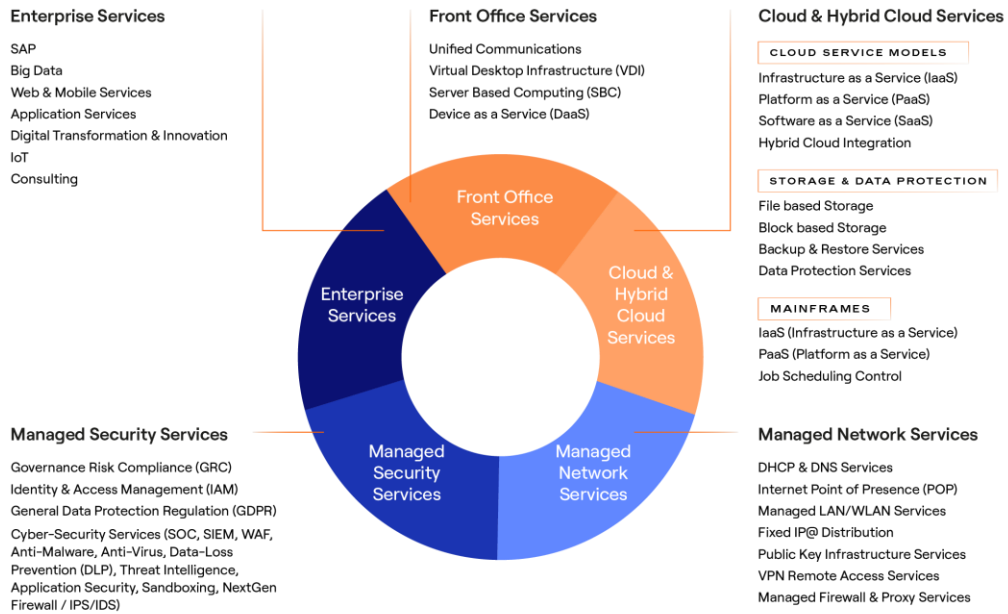 Enterprise Services
SAP
Big Data
Web & Mobile Services
Application Services
Digital Transformation & Innovation
IoT
Consulting
Front Office Services
Unified Communications
Virtual Desktop Infrastructure (VDI)
Server Based Computing (SBC)
Device as a Service (DaaS)
Cloud & Hybrid Cloud Services
CLOUD SERVICE MODELS
Infrastructure as a Service (IaaS)
Platform as a Service (PaaS)
Software as a Service (SaaS)
Hybrid Cloud Integration
STORAGE & DATA PROTECTION
File based Storage
Block based Storage
Backup & Restore Services
Data Protection Services
MAINFRAMES
IaaS (Infrastructure as a Service)
PaaS (Platform as a Service)
Job Scheduling Control
Front Office
Services
Cloud &
Hybrid
Cloud
Services
Enterprise
Services
Managed
Security
Services
Managed
Network
Services
Managed Security Services
Governance Risk Compliance (GRC)
Identity & Access Management (IAM)
General Data Protection Regulation (GDPR)
Cyber-Security Services (SOC, SIEM, WAF,
Anti-Malware, Anti-Virus, Data-Loss
Prevention (DLP), Threat Intelligence,
Application Security, Sandboxing, NextGen
Firewall / IPS/IDS)
Managed Network Services
DHCP & DNS Services
Internet Point of Presence (POP)
Managed LAN/WLAN Services
Fixed IP@ Distribution
Public Key Infrastructure Services
VPN Remote Access Services
Managed Firewall & Proxy Services